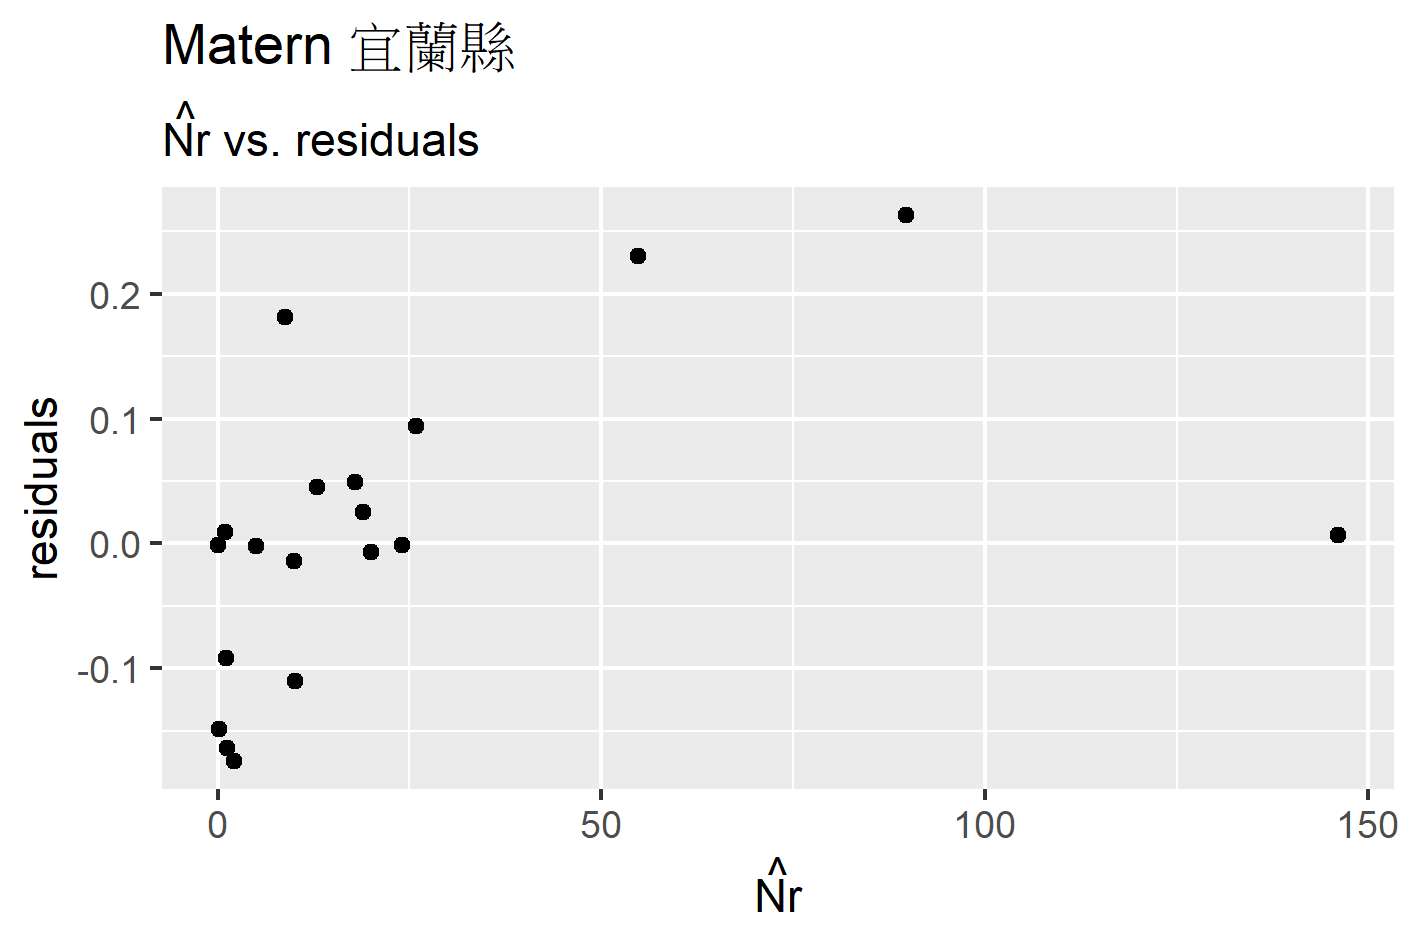 Matern 宜蘭縣
N̂r vs. residuals
residuals
0.2
0.1
0.0
-0.1
0 50 100 150
N̂r